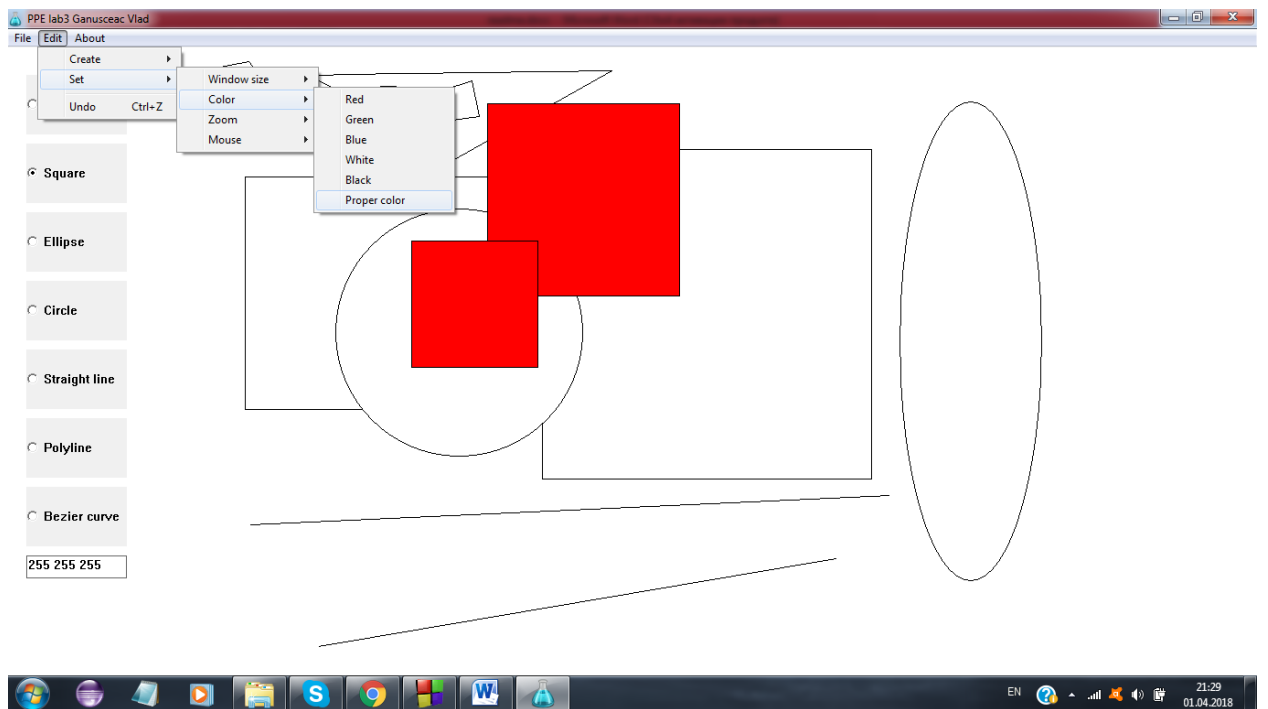 PPE lab3 Ganusceac Vlad
File Edit About
Create
Set
Undo Ctrl+Z
Window size
Color
Zoom
Mouse
Red
Green
Blue
White
Black
Proper color
Square
Ellipse
Circle
Straight line
Polyline
Bezier curve
255 255 255
EN
21:29
01.04.2018